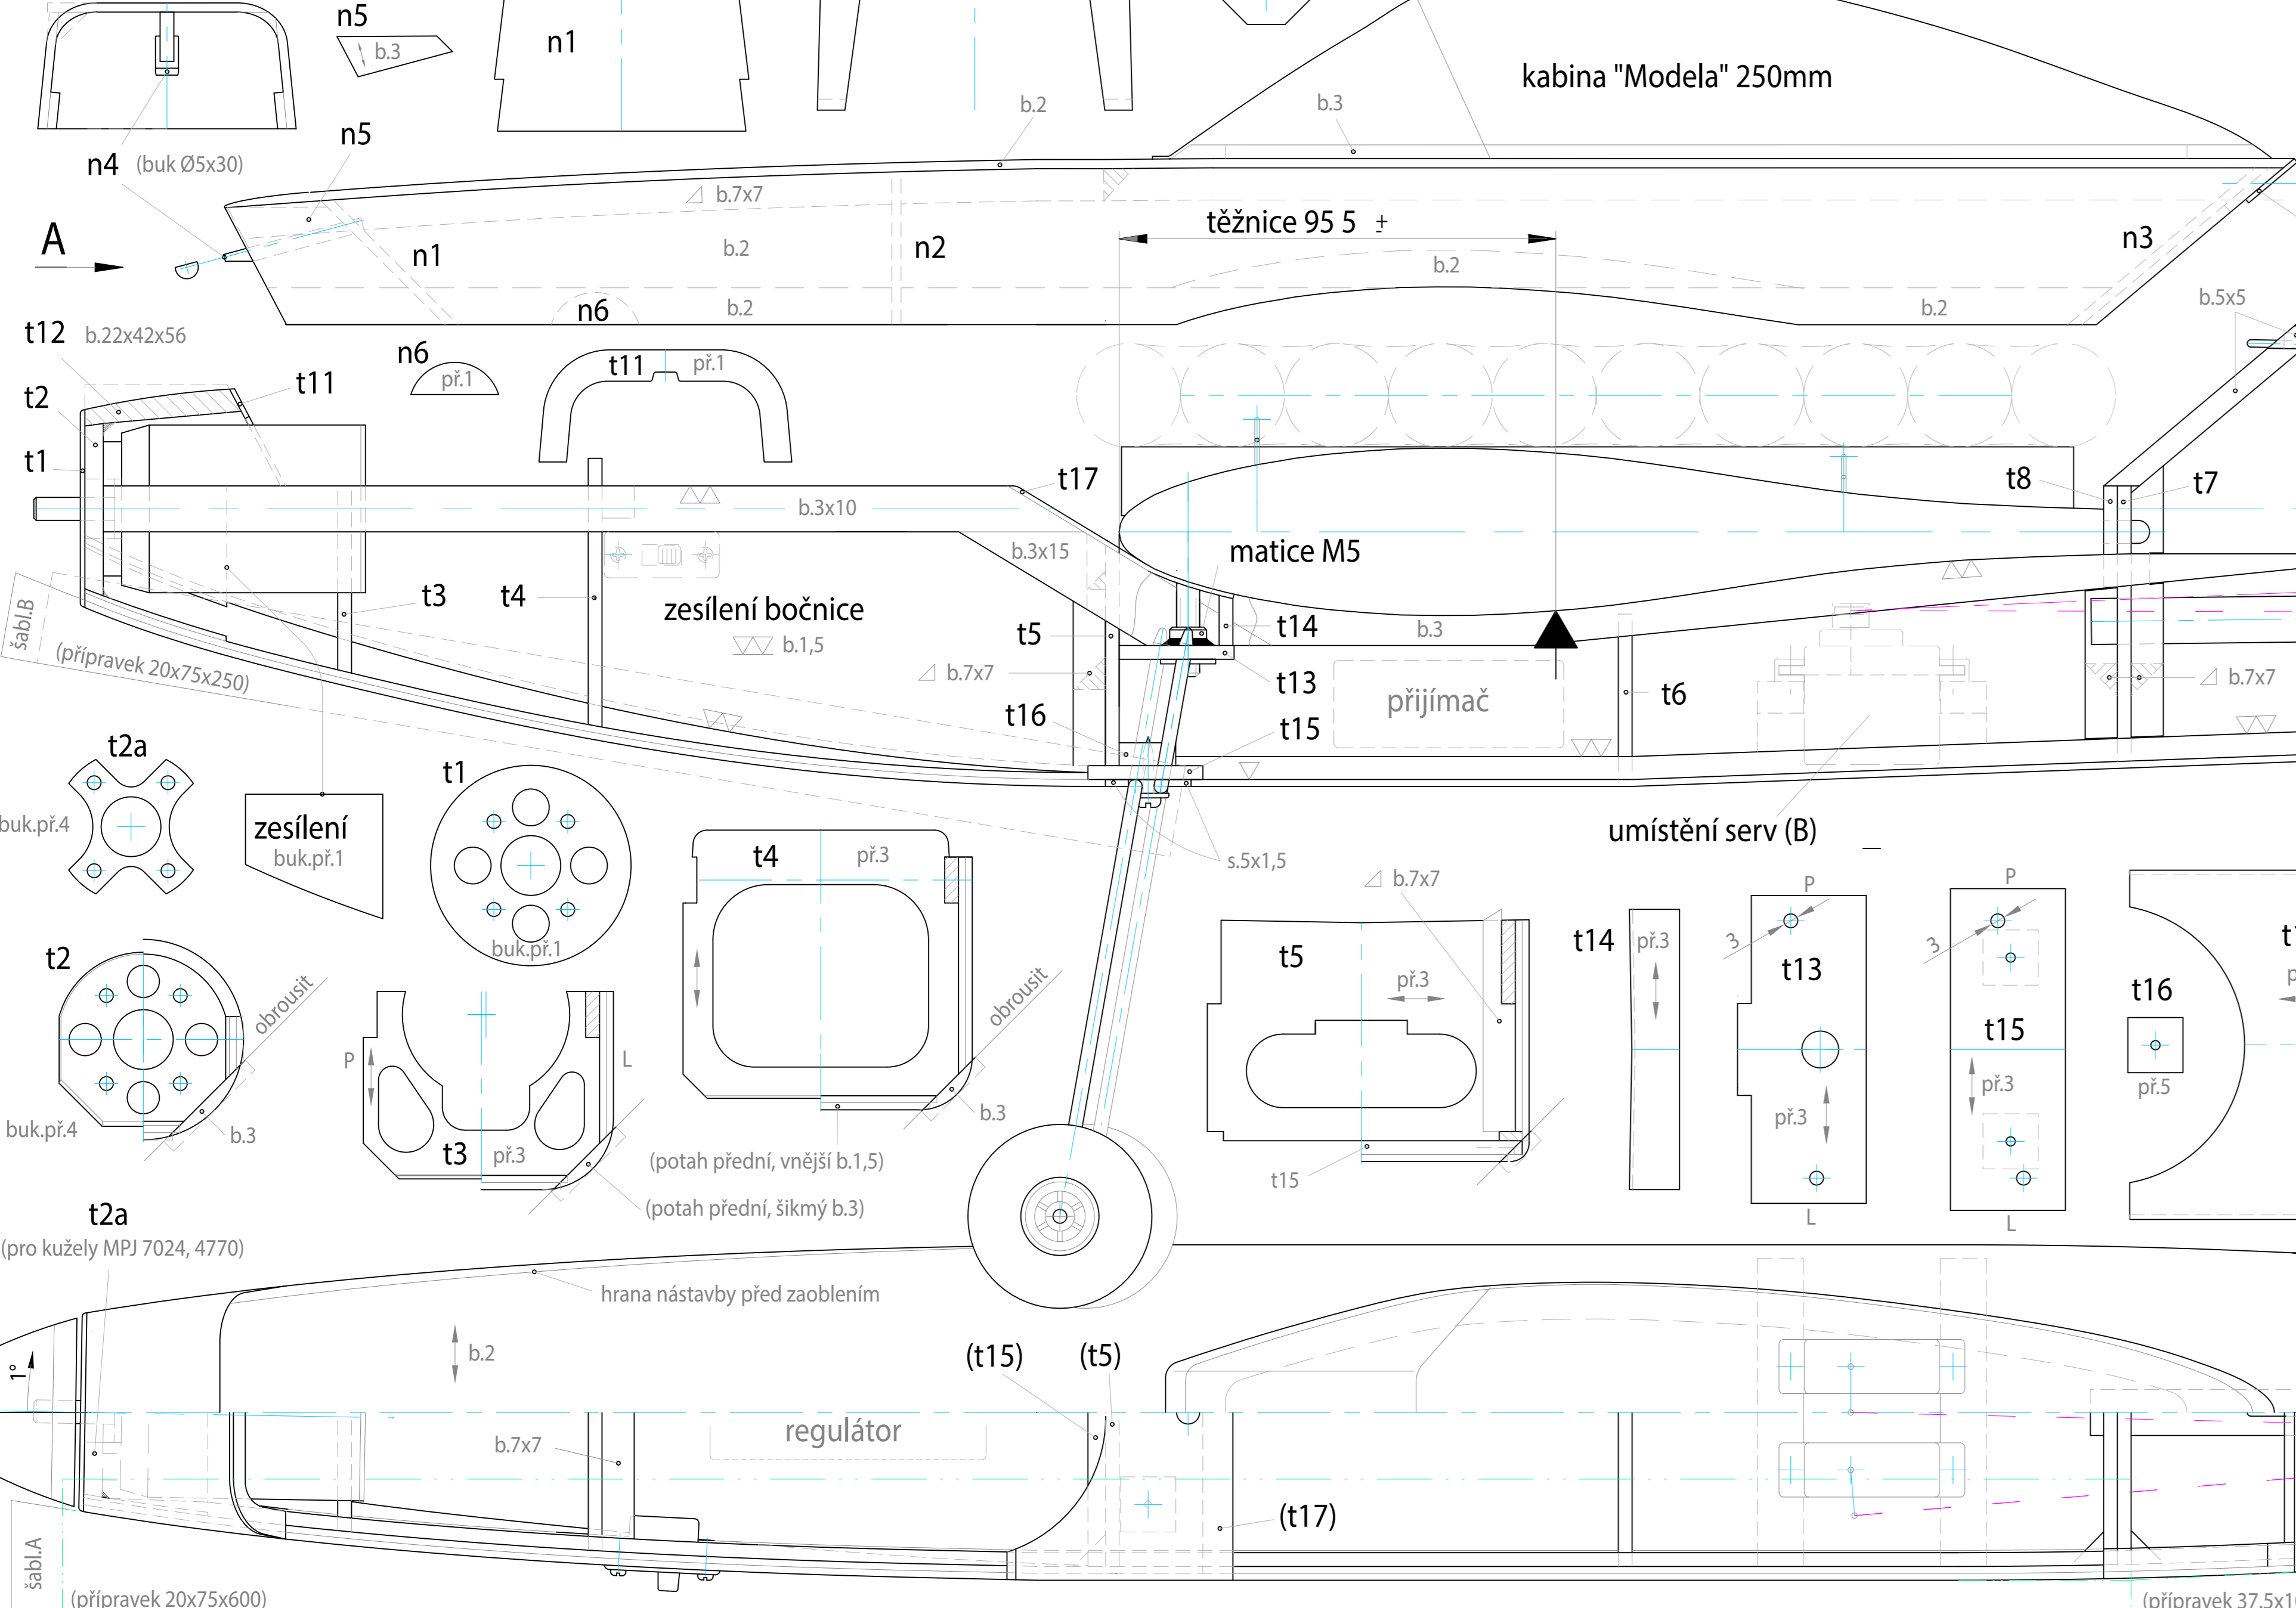 n5
b.3
n1
kabina "Modela" 250mm
b.2
b.3
n5
n4 (buk Ø5x30)
b.7x7
těžnice 95 5 ±
A
n1
b.2
n2
b.2
n3
n6
b.2
b.2
b.5x5
t12 b.22x42x56
n6
př.1
t11
př.1
t11
t2
t1
t17
t8
t7
b.3x10
b.3x15
matice M5
t3
t4
zesílení bočnice
b.1,5
t5
t14
b.3
šabl.B
(přípravek 20x75x250)
b.7x7
t13
přijímač
t6
b.7x7
t16
t15
t2a
buk.př.4
zesílení
buk.př.1
t1
buk.př.1
t4
př.3
s.5x1,5
umístění serv (B)
b.7x7
P
P
t2
obrousit
buk.př.4
b.3
P
L
t3
př.3
obrousit
b.3
t5
př.3
t15
t14
př.3
3
t13
př.3
L
3
t15
př.3
L
t16
př.5
(potah přední, vnější b.1,5)
(potah přední, šikmý b.3)
t2a
(pro kužely MPJ 7024, 4770)
hrana nástavby před zaoblením
1°
b.2
(t15)
(t5)
regulátor
b.7x7
(t17)
šabl.A
(přípravek 20x75x600)
(přípravek 37,5x1